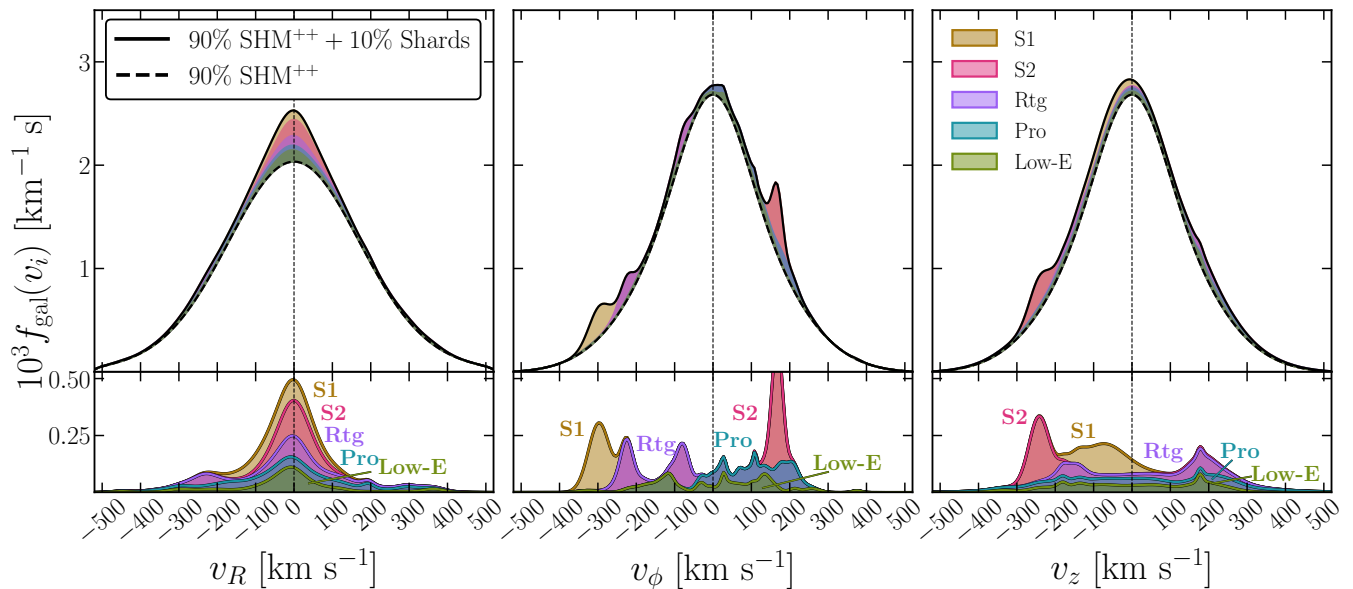 90% SHM⁺⁺ + 10% Shards
90% SHM⁺⁺
S1
S2
Rtg
Pro
Low-E
10³f_gal(v_i) [km⁻¹ s]
3
2
1
0.50
0.25
S1
S2
Rtg
Pro
Low-E
S1
Rtg
Pro
S2
Low-E
S2
S1
Rtg
Pro
Low-E
−500 −400 −300 −200 −100 0 100 200 300 400 500
−500 −400 −300 −200 −100 0 100 200 300 400 500
−500 −400 −300 −200 −100 0 100 200 300 400 500
v_R [km s⁻¹]
v_ϕ [km s⁻¹]
v_z [km s⁻¹]